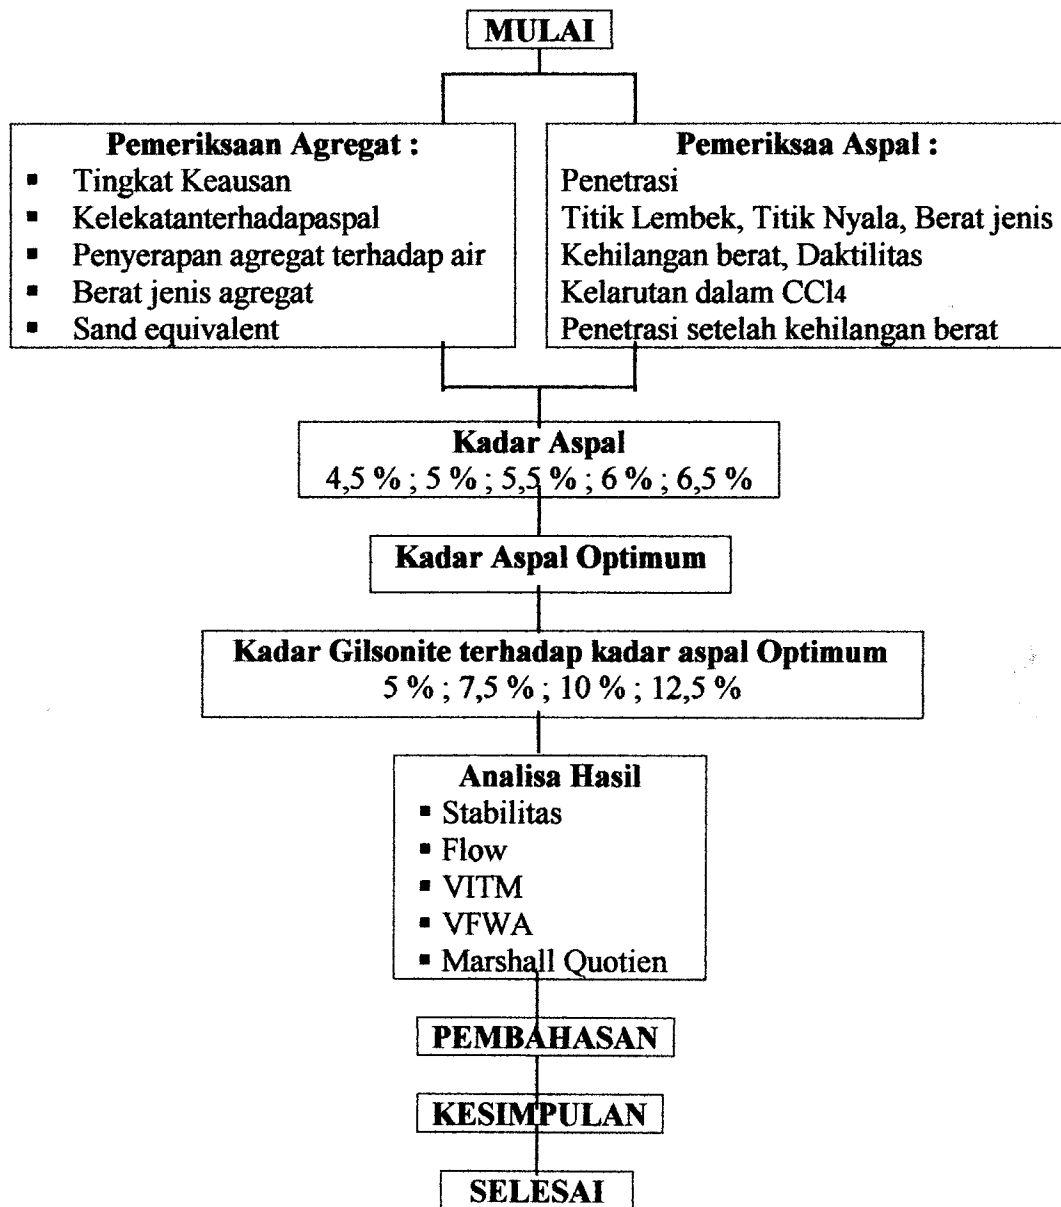 MULAI
Pemeriksaan Agregat :
▪ Tingkat Keausan
▪ Kelekatanterhadapaspal
▪ Penyerapan agregat terhadap air
▪ Berat jenis agregat
▪ Sand equivalent
Pemeriksaa Aspal :
Penetrasi
Titik Lembek, Titik Nyala, Berat jenis
Kehilangan berat, Daktilitas
Kelarutan dalam CCl4
Penetrasi setelah kehilangan berat
Kadar Aspal
4,5 % ; 5 % ; 5,5 % ; 6 % ; 6,5 %
Kadar Aspal Optimum
Kadar Gilsonite terhadap kadar aspal Optimum
5 % ; 7,5 % ; 10 % ; 12,5 %
Analisa Hasil
▪ Stabilitas
▪ Flow
▪ VITM
▪ VFWA
▪ Marshall Quotien
PEMBAHASAN
KESIMPULAN
SELESAI